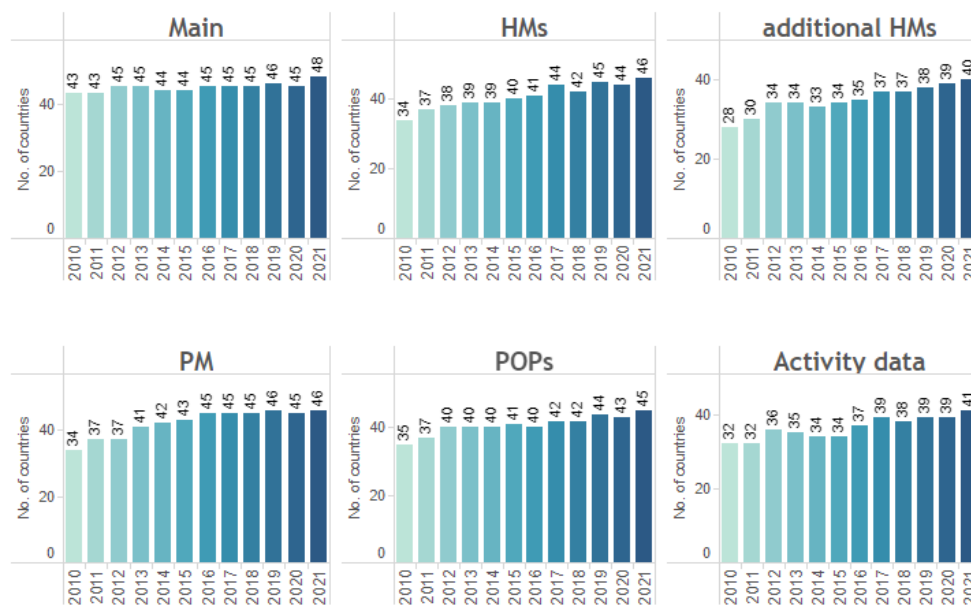 Main
No. of countries
40
20
0
43 43 45 45 44 44 45 45 45 46 45 48
2010 2011 2012 2013 2014 2015 2016 2017 2018 2019 2020 2021
HMs
No. of countries
40
20
0
34 37 38 39 39 40 41 44 42 45 44 46
2010 2011 2012 2013 2014 2015 2016 2017 2018 2019 2020 2021
additional HMs
No. of countries
40
20
0
28 30 34 34 33 34 35 37 37 38 39 40
2010 2011 2012 2013 2014 2015 2016 2017 2018 2019 2020 2021
PM
No. of countries
40
20
0
34 37 37 41 42 43 45 45 45 46 45 46
2010 2011 2012 2013 2014 2015 2016 2017 2018 2019 2020 2021
POPs
No. of countries
40
20
0
35 37 40 40 40 41 40 42 42 44 43 45
2010 2011 2012 2013 2014 2015 2016 2017 2018 2019 2020 2021
Activity data
No. of countries
40
20
0
32 32 36 35 34 34 37 39 38 39 39 41
2010 2011 2012 2013 2014 2015 2016 2017 2018 2019 2020 2021